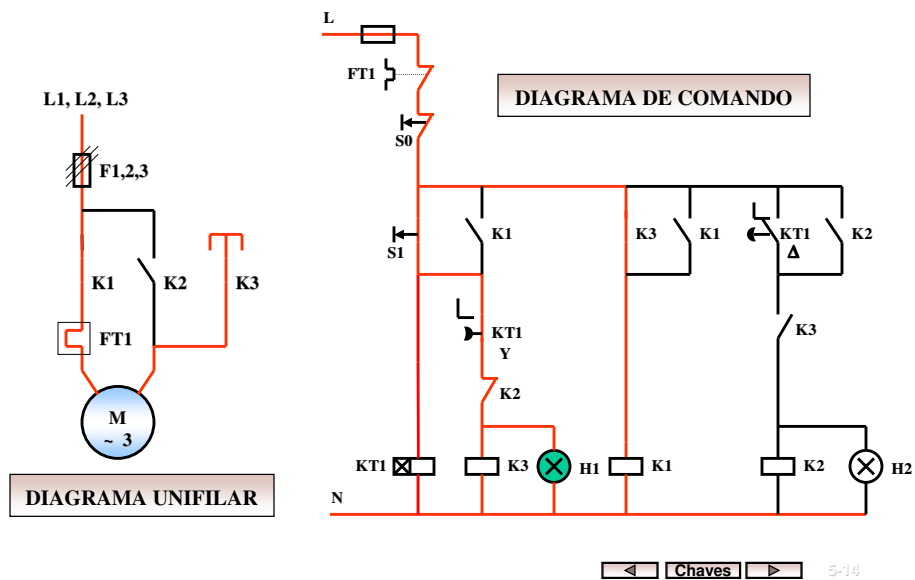 L
FT1
DIAGRAMA DE COMANDO
L1, L2, L3
S0
F1,2,3
K1
K3
K1
KT1
Δ
K2
S1
K1
K2
K3
FT1
KT1
Y
K3
K2
M
~ 3
KT1
K3
H1
K1
K2
H2
DIAGRAMA UNIFILAR
N
Chaves
5-14